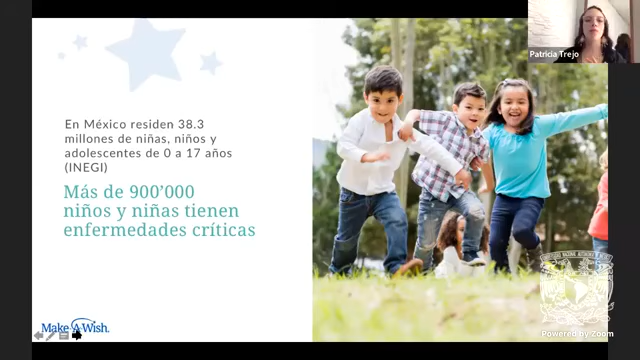 Patricia Trejo
En México residen 38.3
millones de niñas, niños y
adolescentes de 0 a 17 años
(INEGI)
Más de 900'000
niños y niñas tienen
enfermedades críticas
Make-A-Wish.
Powered by Zoom